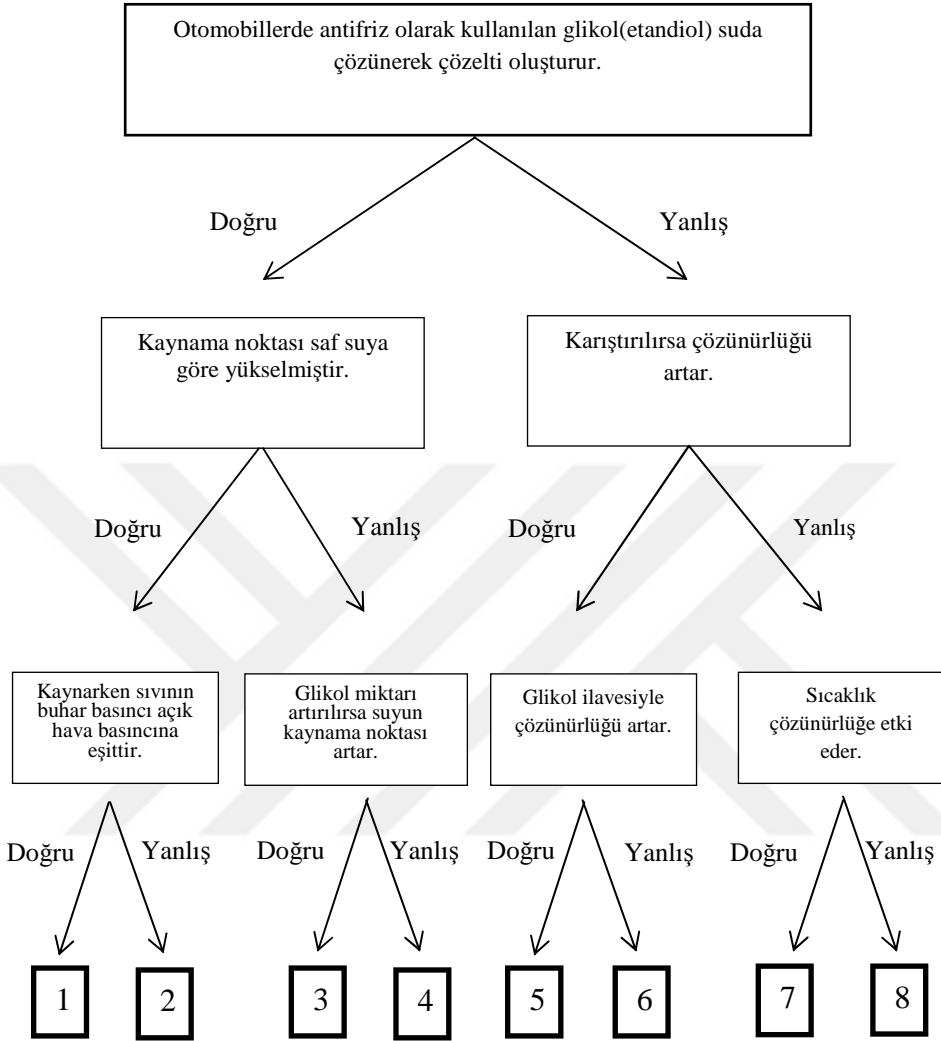 Otomobillerde antifriz olarak kullanılan glikol(etandiol) suda
çözünerek çözelti oluşturur.
Doğru
Yanlış
Kaynama noktası saf suya
göre yükselmiştir.
Karıştırılırsa çözünürlüğü
artar.
Doğru
Yanlış
Doğru
Yanlış
Kaynarken sıvının
buhar basıncı açık
hava basıncına
eşittir.
Glikol miktarı
artırılırsa suyun
kaynama noktası
artar.
Glikol ilavesiyle
çözünürlüğü artar.
Sıcaklık
çözünürlüğe etki
eder.
Doğru
Yanlış
Doğru
Yanlış
Doğru
Yanlış
Doğru
Yanlış
1
2
3
4
5
6
7
8